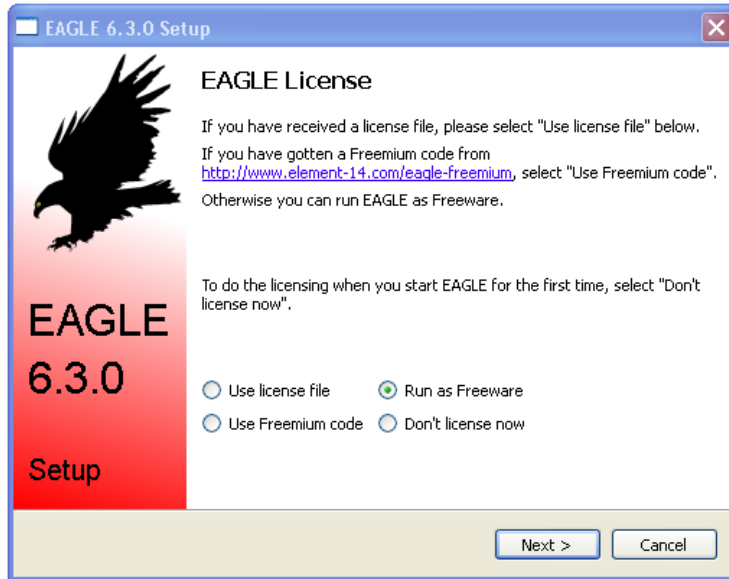 EAGLE 6.3.0 Setup
EAGLE License
If you have received a license file, please select "Use license file" below.
If you have gotten a Freemium code from
http://www.element-14.com/eagle-freemium, select "Use Freemium code".
Otherwise you can run EAGLE as Freeware.
To do the licensing when you start EAGLE for the first time, select "Don't
license now".
EAGLE
6.3.0
Setup
Use license file
Run as Freeware
Use Freemium code
Don't license now
Next >
Cancel